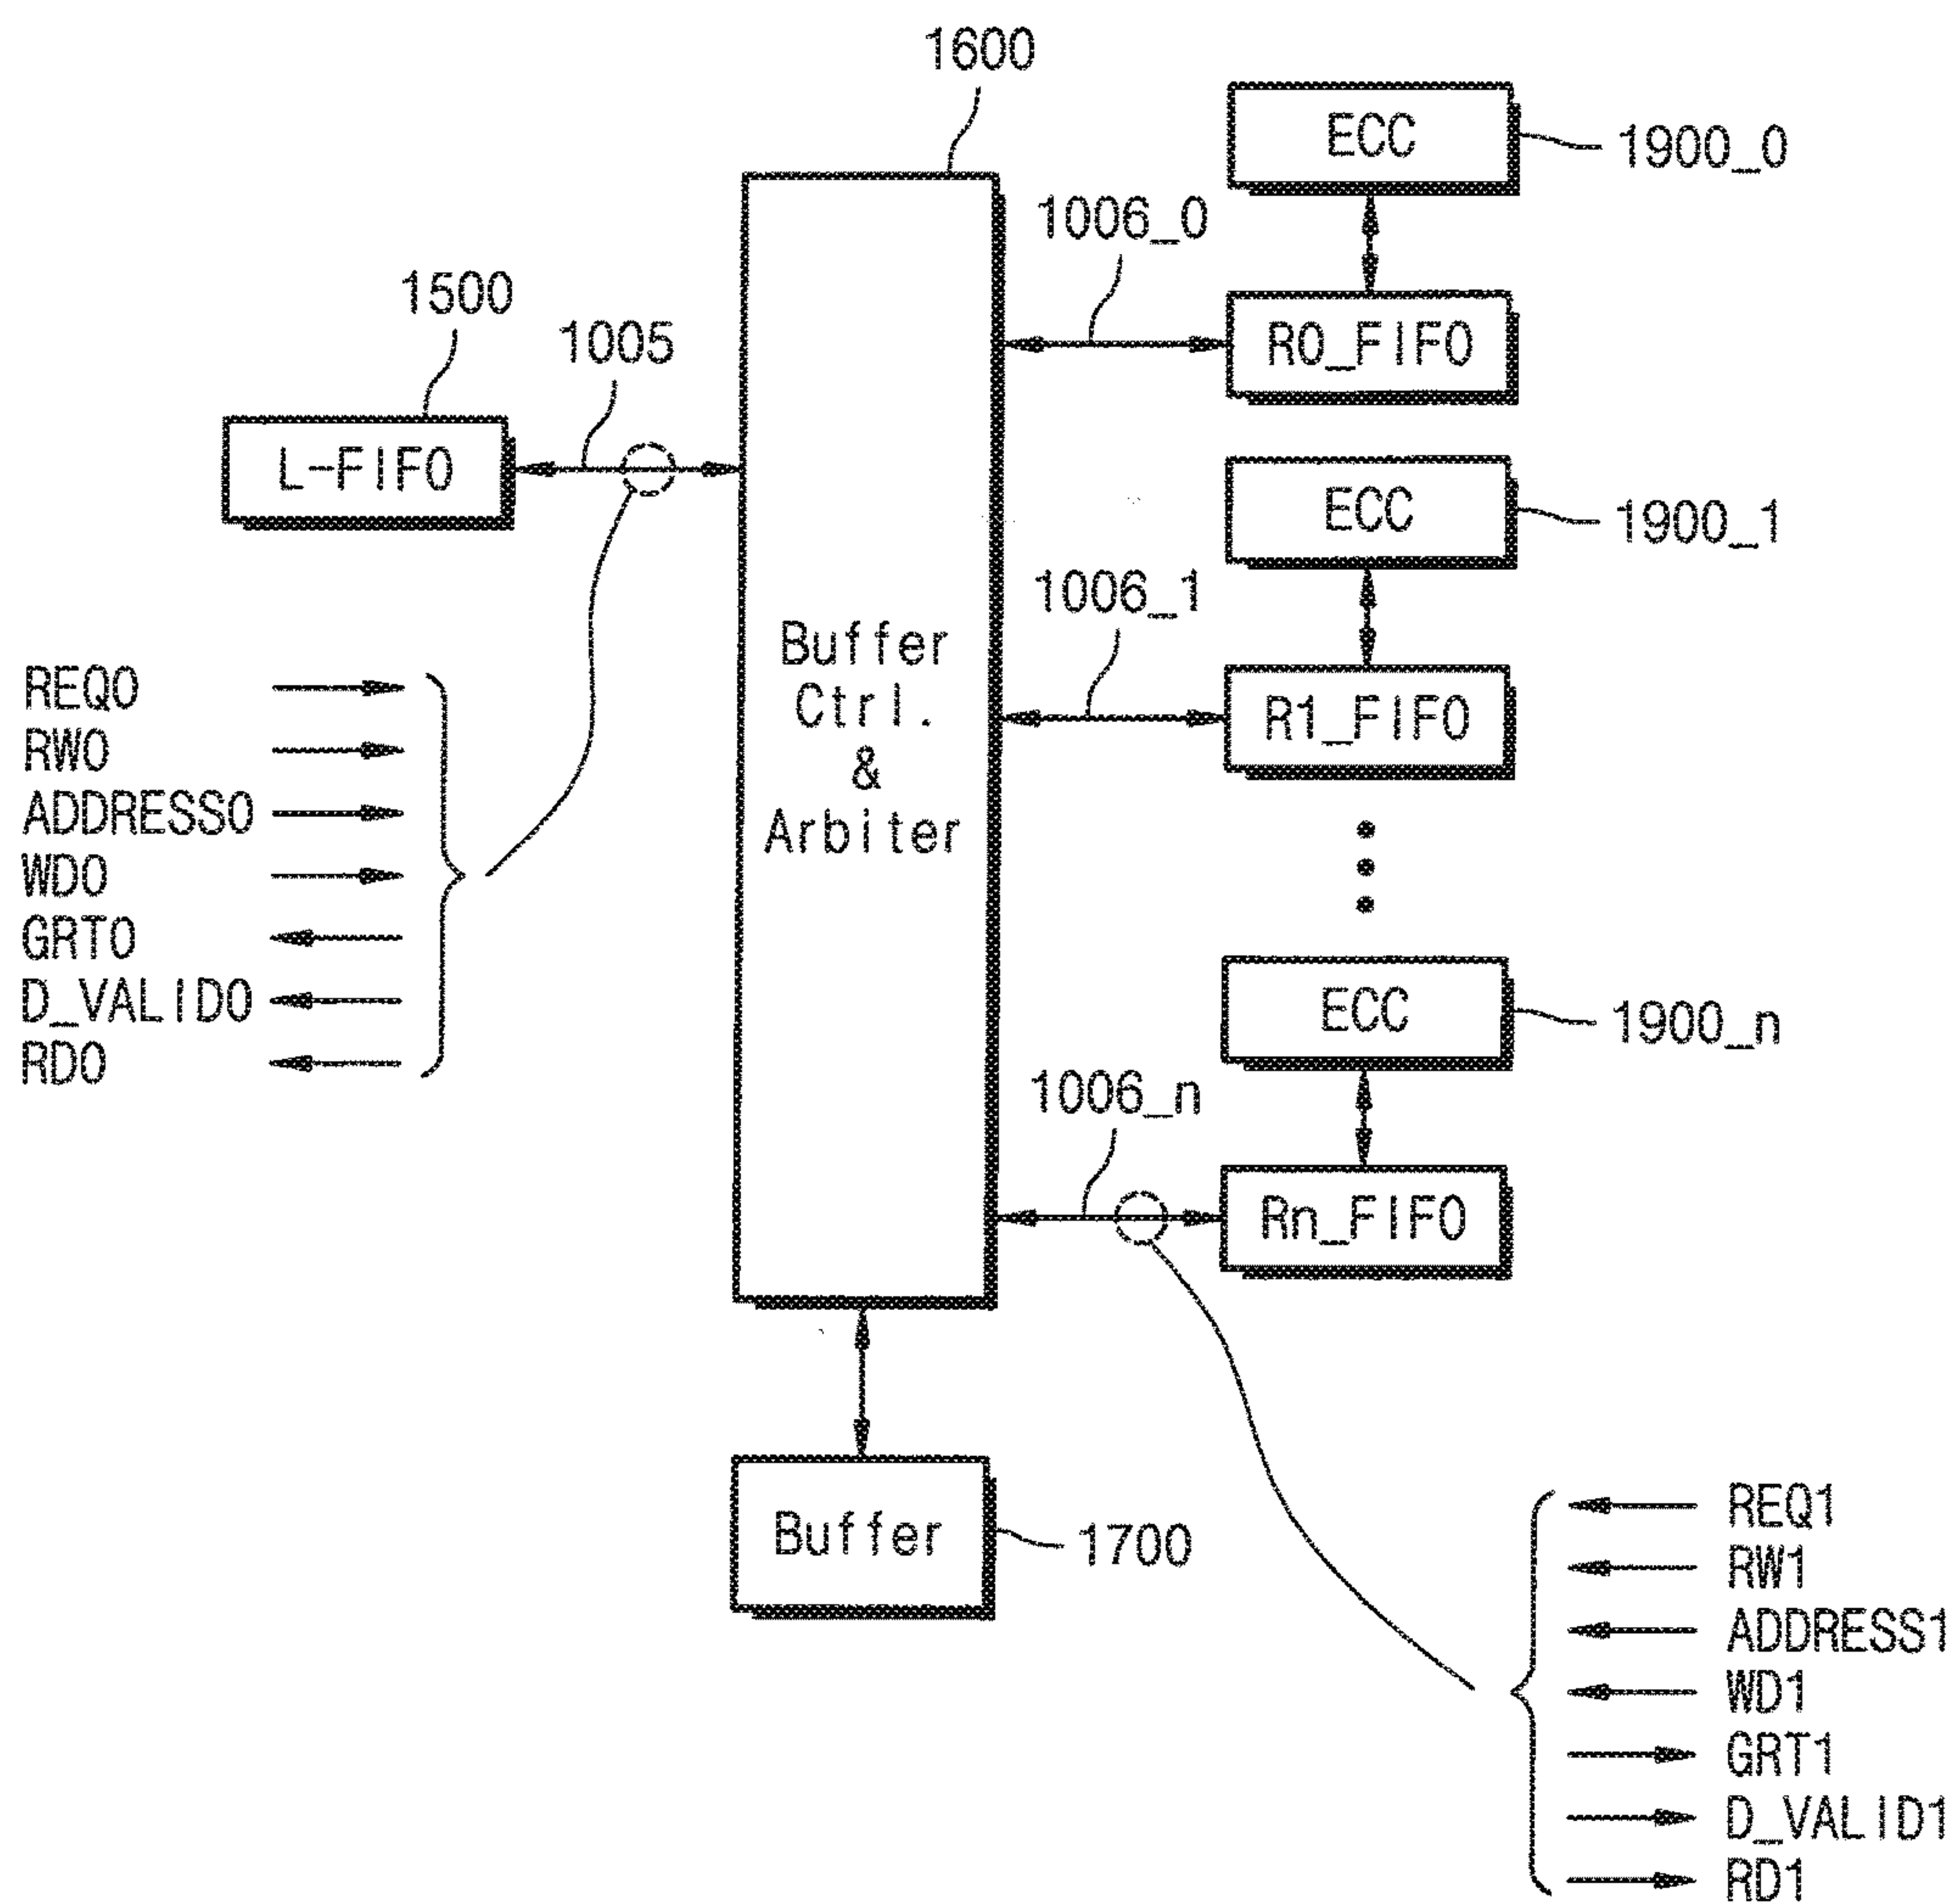 1600
ECC
1900_0
1006_0
1500
1005
R0_FIFO
L-FIFO
ECC
1900_1
1006_1
Buffer
Ctrl.
&
Arbiter
R1_FIFO
REQ0
RW0
ADDRESS0
WD0
GRT0
D_VALID0
RD0
ECC
1900_n
1006_n
Rn_FIFO
Buffer
1700
REQ1
RW1
ADDRESS1
WD1
GRT1
D_VALID1
RD1